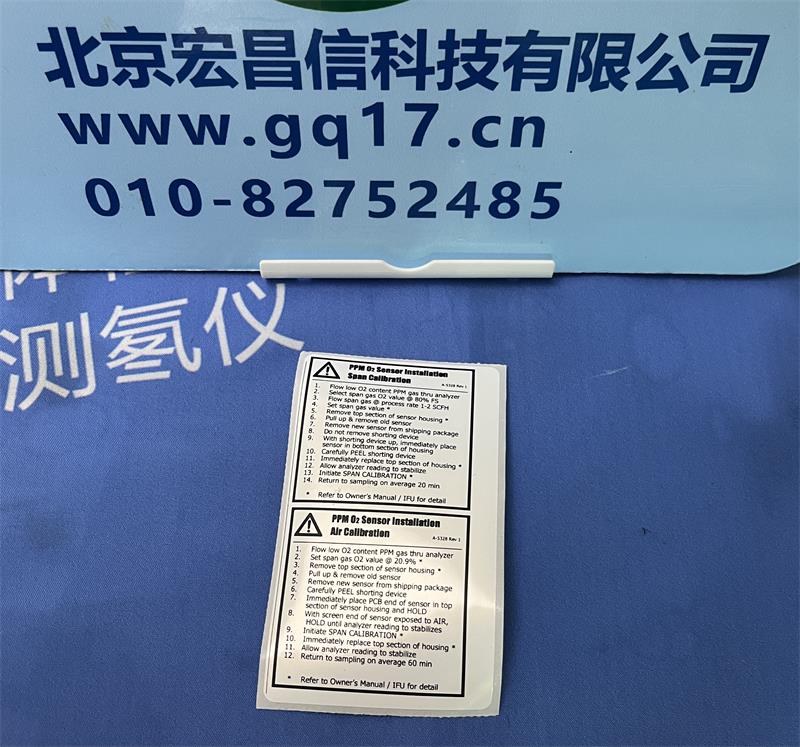 北京宏昌信科技有限公司
www.gq17.cn
010-82752485
测氢仪
PPM O2 Sensor Installation
Span Calibration
A-5328 Rev 1
1. Flow low O2 content PPM gas thru analyzer
2. Select span gas O2 value @ 80% FS
3. Flow span gas @ process rate 1-2 SCFH
4. Set span gas value *
5. Remove top section of sensor housing *
6. Pull up & remove old sensor
7. Remove new sensor from shipping package
8. Do not remove shorting device
9. With shorting device up, immediately place
sensor in bottom section of housing
10. Carefully PEEL shorting device
11. Immediately replace top section of housing *
12. Allow analyzer reading to stabilize
13. Initiate SPAN CALIBRATION *
14. Return to sampling on average 20 min
* Refer to Owner's Manual / IFU for detail
PPM O2 Sensor Installation
Air Calibration
A-5328 Rev 1
1. Flow low O2 content PPM gas thru analyzer
2. Set span gas O2 value @ 20.9% *
3. Remove top section of sensor housing *
4. Pull up & remove old sensor
5. Remove new sensor from shipping package
6. Carefully PEEL shorting device
7. Immediately place PCB end of sensor in top
section of sensor housing and HOLD
8. With screen end of sensor exposed to AIR,
HOLD until analyzer reading to stabilizes
9. Initiate SPAN CALIBRATION *
10. Immediately replace top section of housing *
11. Allow analyzer reading to stabilize
12. Return to sampling on average 60 min
* Refer to Owner's Manual / IFU for detail